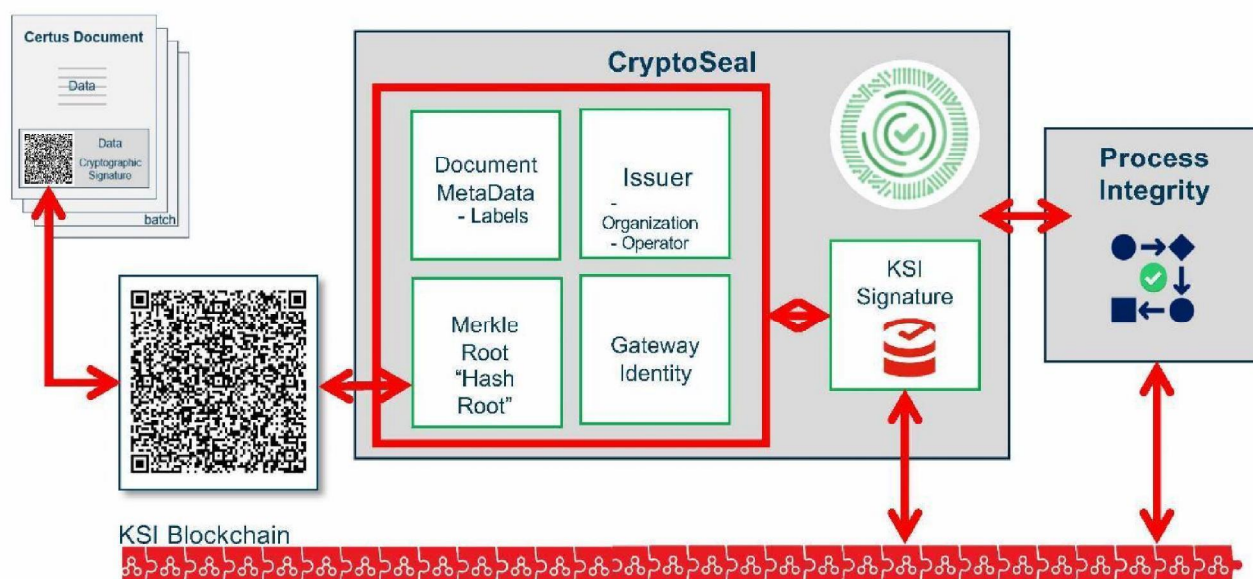 Certus Document
Data
Data
Cryptographic
Signature
batch
CryptoSeal
Document
MetaData
- Labels
Issuer
-
Organization
- Operator
Merkle
Root
“Hash
Root”
Gateway
Identity
KSI
Signature
Process
Integrity
KSI Blockchain